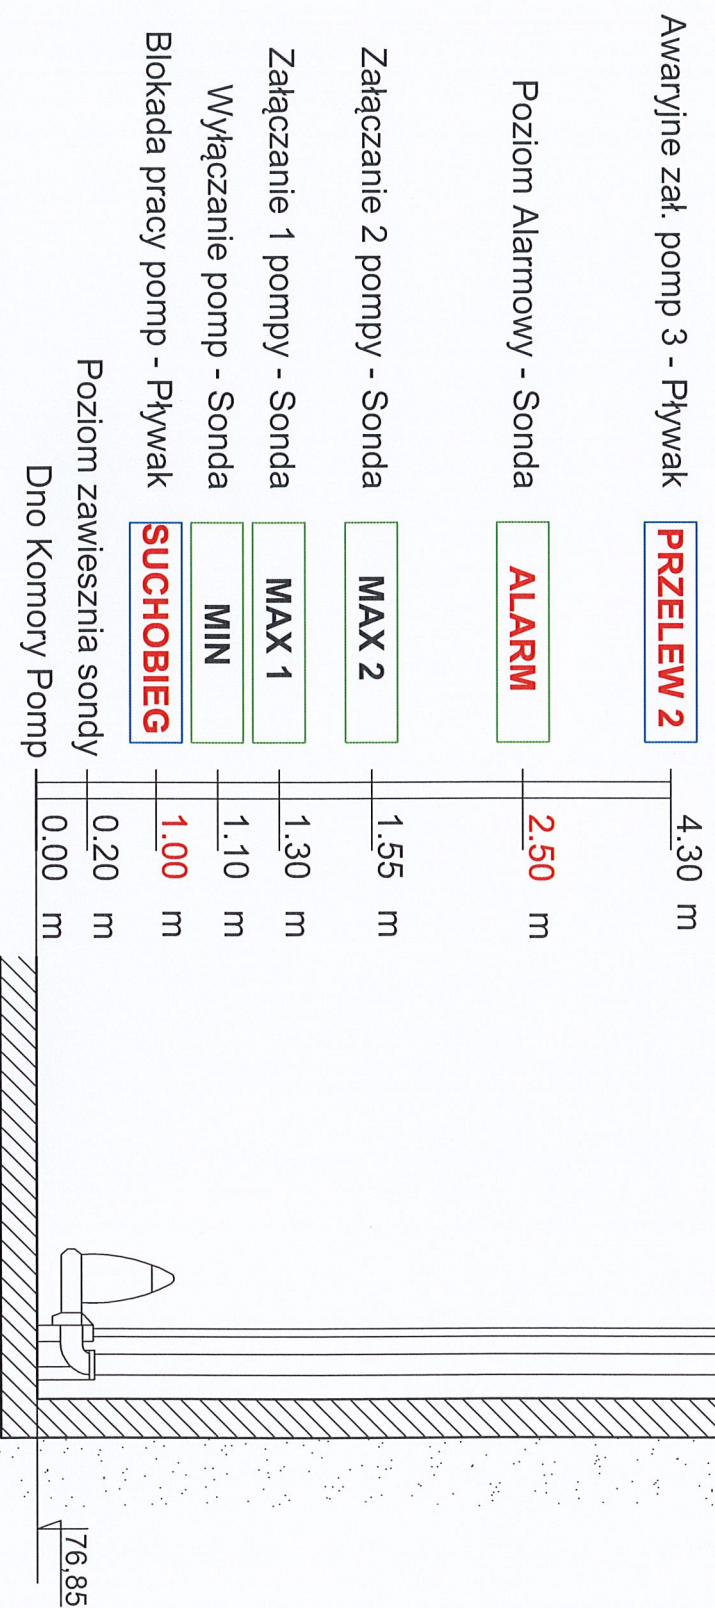 Awaryjne zał. pomp 3 - Pływak PRZELEW 2 4.30 m
Poziom Alarmowy - Sonda ALARM 2.50 m
Załączanie 2 pompy - Sonda MAX 2 1.55 m
Załączanie 1 pompy - Sonda MAX 1 1.30 m
Wyłączanie pomp - Sonda MIN 1.10 m
Blokada pracy pomp - Pływak SUCHOBIEG 1.00 m
Poziom zawiesznia sondy 0.20 m
Dno Komory Pomp 0.00 m
76,85